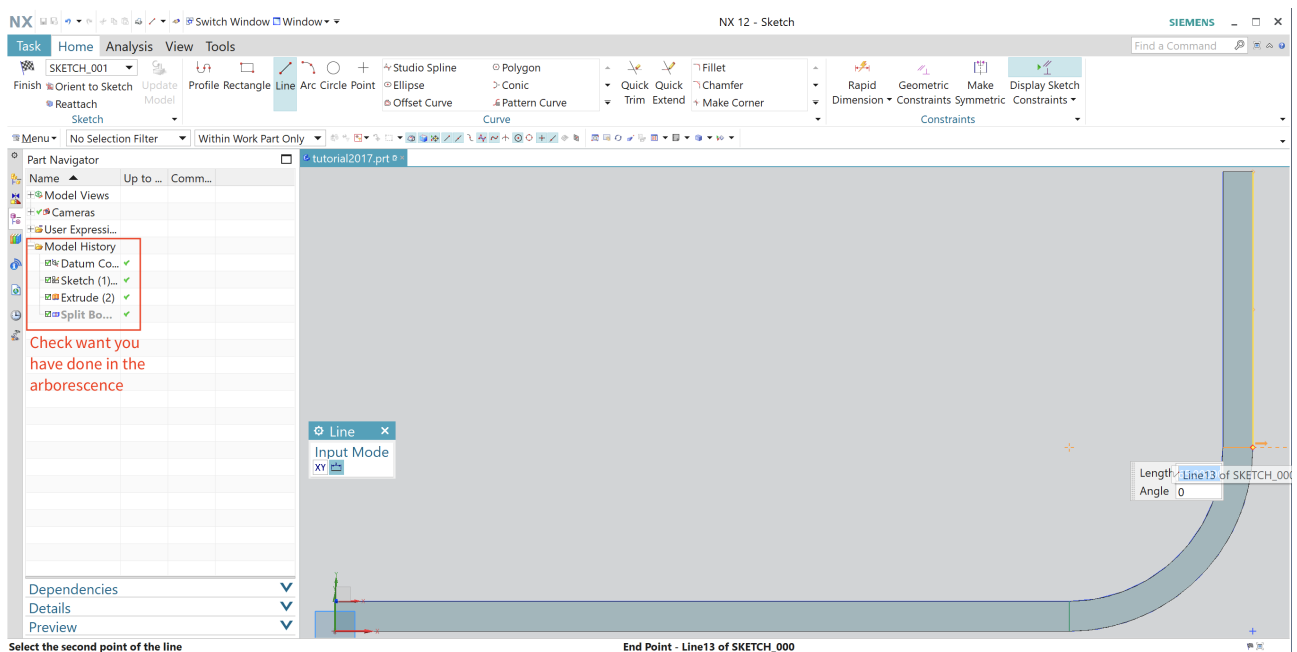 NX Switch Window Window NX 12 - Sketch SIEMENS
Task Home Analysis View Tools Find a Command
SKETCH_001 Studio Spline Polygon Fillet
Finish Orient to Sketch Update Model Profile Rectangle Line Arc Circle Point Ellipse Conic Quick Trim Quick Extend Chamfer Rapid Dimension Geometric Constraints Make Symmetric Display Sketch Constraints
Reattach Offset Curve Pattern Curve Make Corner
Sketch Curve Constraints
Menu No Selection Filter Within Work Part Only
Part Navigator tutorial2017.prt
Name Up to ... Comm...
Model Views
Cameras
User Expressi...
Model History
Datum Co...
Sketch (1)...
Extrude (2)
Split Bo...
Check want you
have done in the
arborescence
Line
Input Mode
XY
Length Line13 of SKETCH_000
Angle 0
Dependencies
Details
Preview
Select the second point of the line End Point - Line13 of SKETCH_000